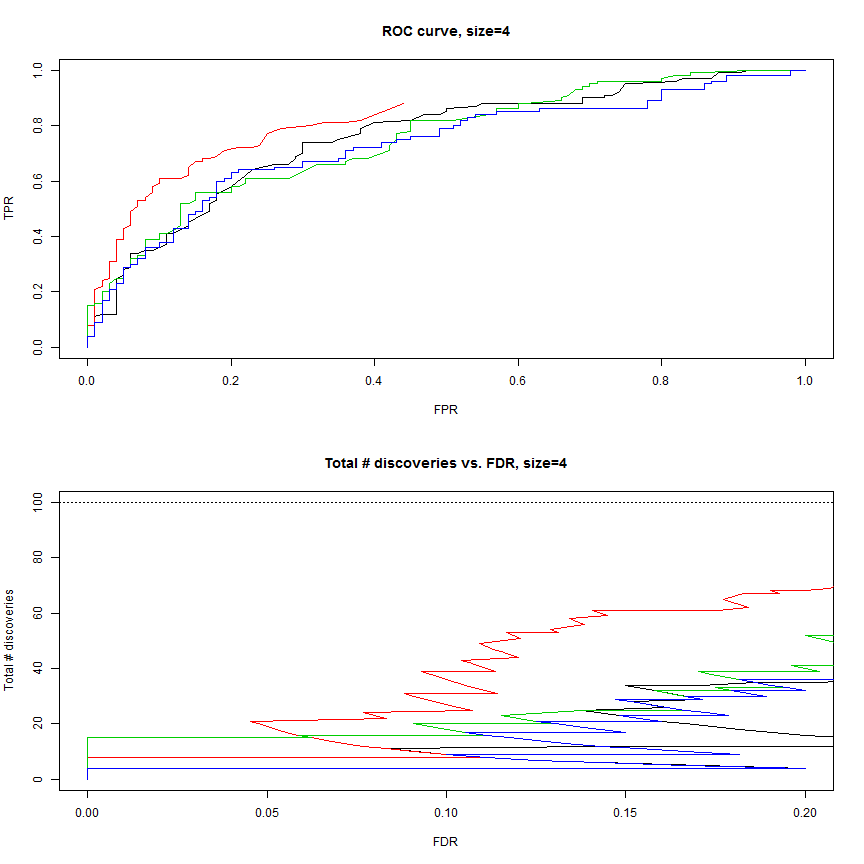 ROC curve, size=4
TPR
1.0
0.8
0.6
0.4
0.2
0.0
0.0 0.2 0.4 0.6 0.8 1.0
FPR
Total # discoveries vs. FDR, size=4
Total # discoveries
100
80
60
40
20
0
0.00 0.05 0.10 0.15 0.20
FDR